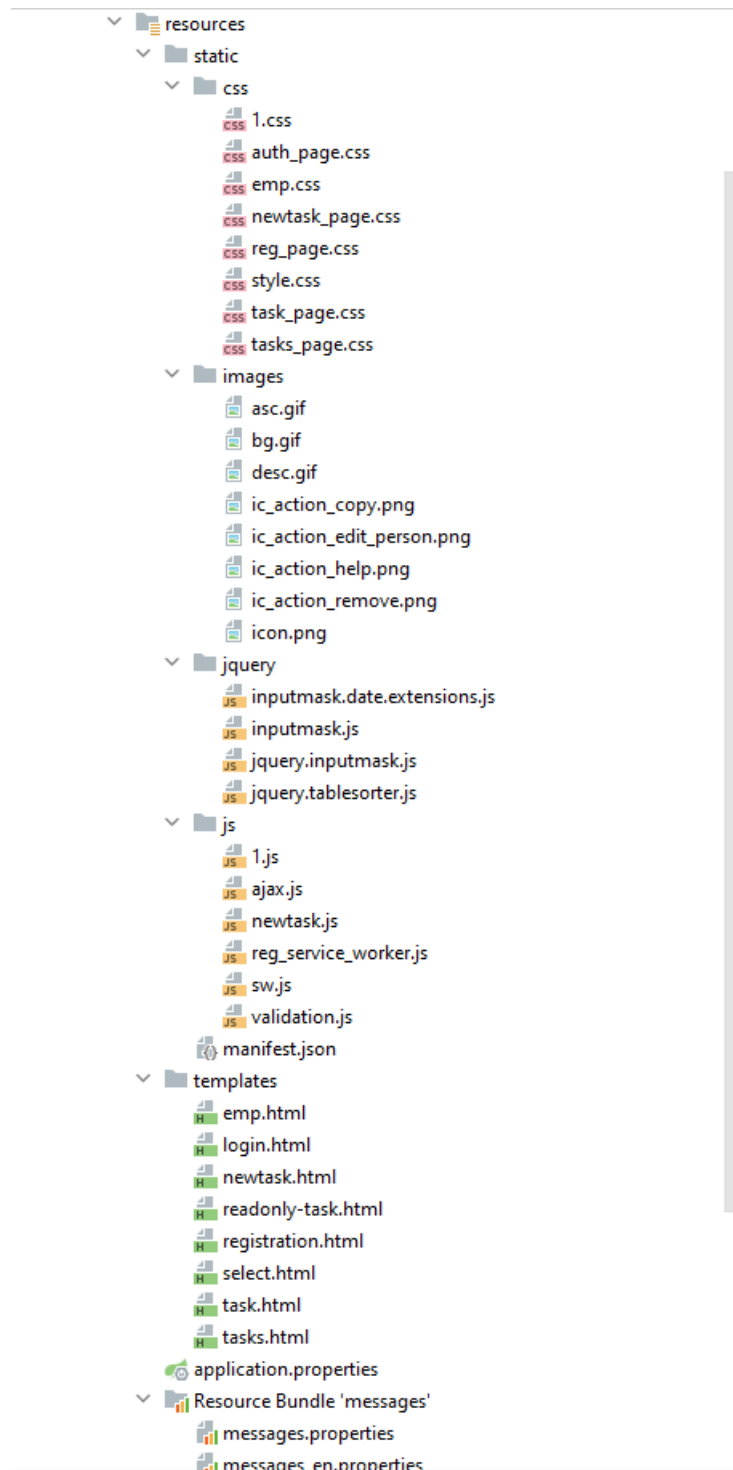 resources
static
css
1.css
auth_page.css
emp.css
newtask_page.css
reg_page.css
style.css
task_page.css
tasks_page.css
images
asc.gif
bg.gif
desc.gif
ic_action_copy.png
ic_action_edit_person.png
ic_action_help.png
ic_action_remove.png
icon.png
jquery
inputmask.date.extensions.js
inputmask.js
jquery.inputmask.js
jquery.tablesorter.js
js
1.js
ajax.js
newtask.js
reg_service_worker.js
sw.js
validation.js
manifest.json
templates
emp.html
login.html
newtask.html
readonly-task.html
registration.html
select.html
task.html
tasks.html
application.properties
Resource Bundle 'messages'
messages.properties
messages_en.properties